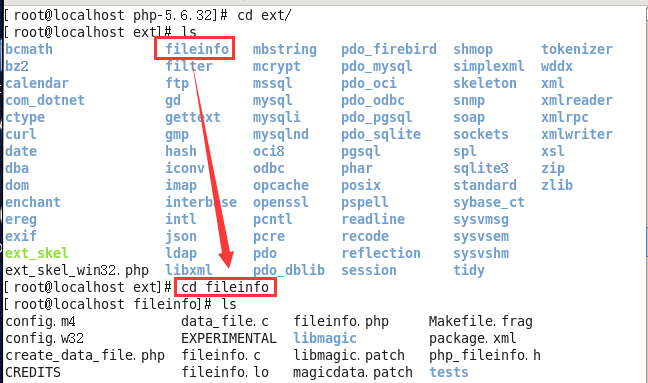 [root@localhost php-5.6.32]# cd ext/
[root@localhost ext]# ls
bcmath fileinfo mbstring pdo_firebird shmop tokenizer
bz2 filter mcrypt pdo_mysql simplexml wddx
calendar ftp mssql pdo_oci skeleton xml
com_dotnet gd mysql pdo_odbc snmp xmlreader
ctype gettext mysqli pdo_pgsql soap xmlrpc
curl gmp mysqlnd pdo_sqlite sockets xmlwriter
date hash oci8 pgsql spl xsl
dba iconv odbc phar sqlite3 zip
dom imap opcache posix standard zlib
enchant interbase openssl pspell sybase_ct
ereg intl pcntl readline sysvmsg
exif json pcre recode sysvsem
ext_skel ldap pdo reflection sysvshm
ext_skel_win32.php libxml pdo_dblib session tidy
[root@localhost ext]# cd fileinfo
[root@localhost fileinfo]# ls
config.m4 data_file.c fileinfo.php Makefile.frag
config.w32 EXPERIMENTAL libmagic package.xml
create_data_file.php fileinfo.c libmagic.patch php_fileinfo.h
CREDITS fileinfo.lo magicdata.patch tests